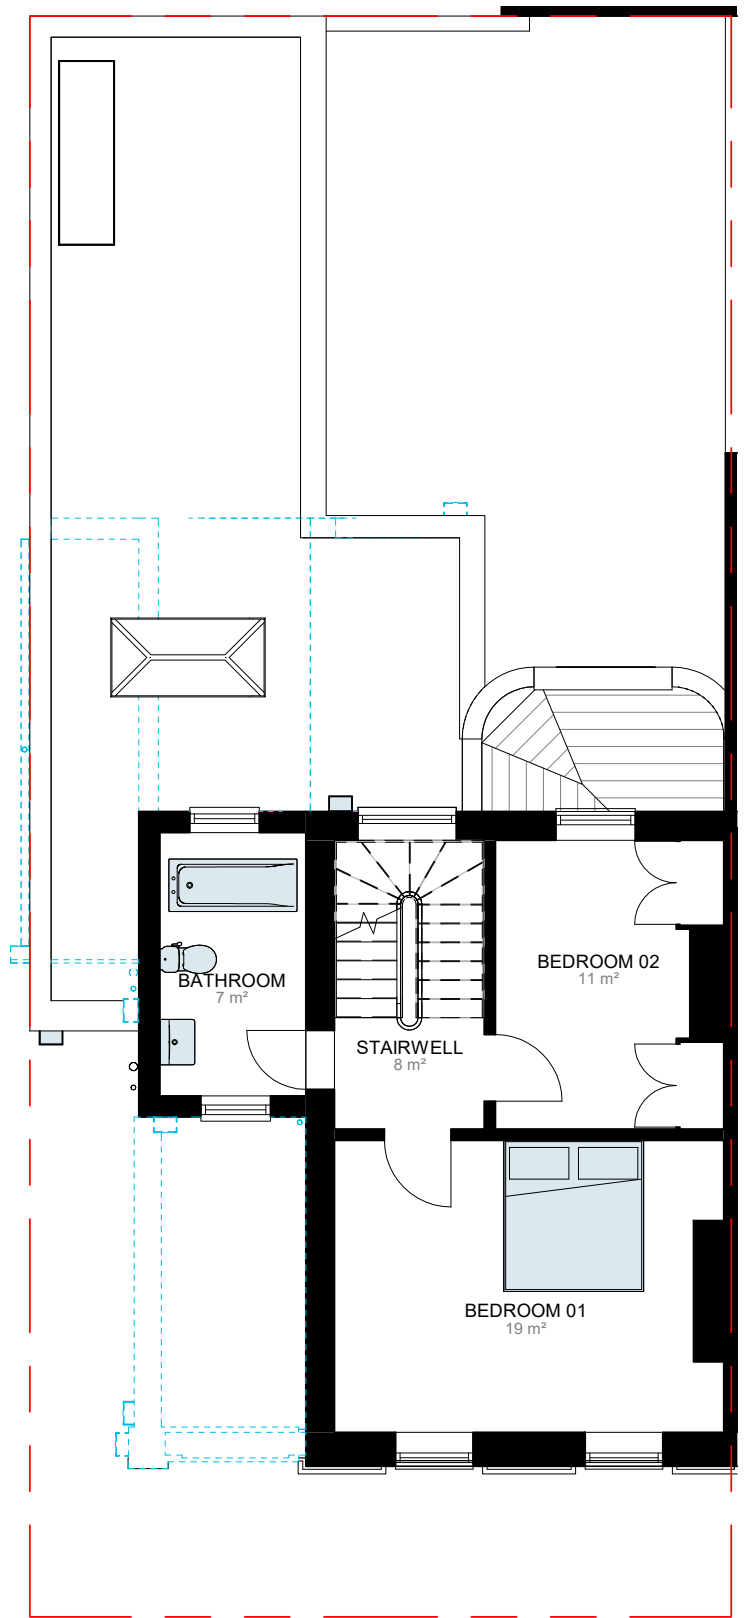 BEDROOM 02
11 m²
BATHROOM
7 m²
STAIRWELL
8 m²
BEDROOM 01
19 m²